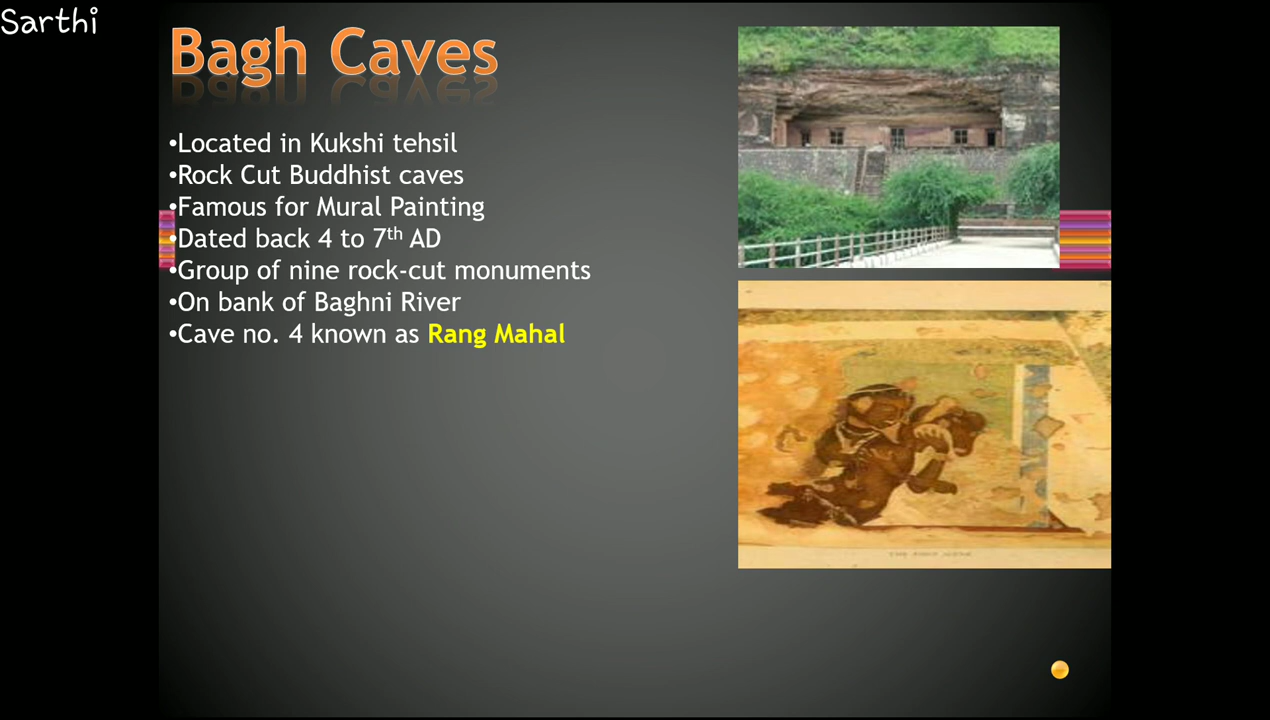 Sarthi
Bagh Caves
•Located in Kukshi tehsil
•Rock Cut Buddhist caves
•Famous for Mural Painting
•Dated back 4 to 7th AD
•Group of nine rock-cut monuments
•On bank of Baghni River
•Cave no. 4 known as Rang Mahal